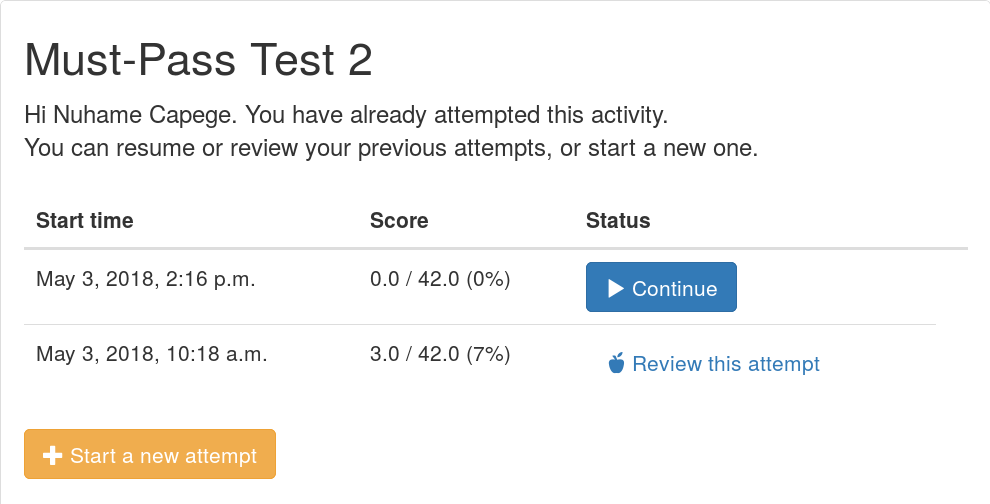 Must-Pass Test 2
Hi Nuhame Capege. You have already attempted this activity.
You can resume or review your previous attempts, or start a new one.
Start time Score Status
May 3, 2018, 2:16 p.m. 0.0 / 42.0 (0%) Continue
May 3, 2018, 10:18 a.m. 3.0 / 42.0 (7%) Review this attempt
Start a new attempt